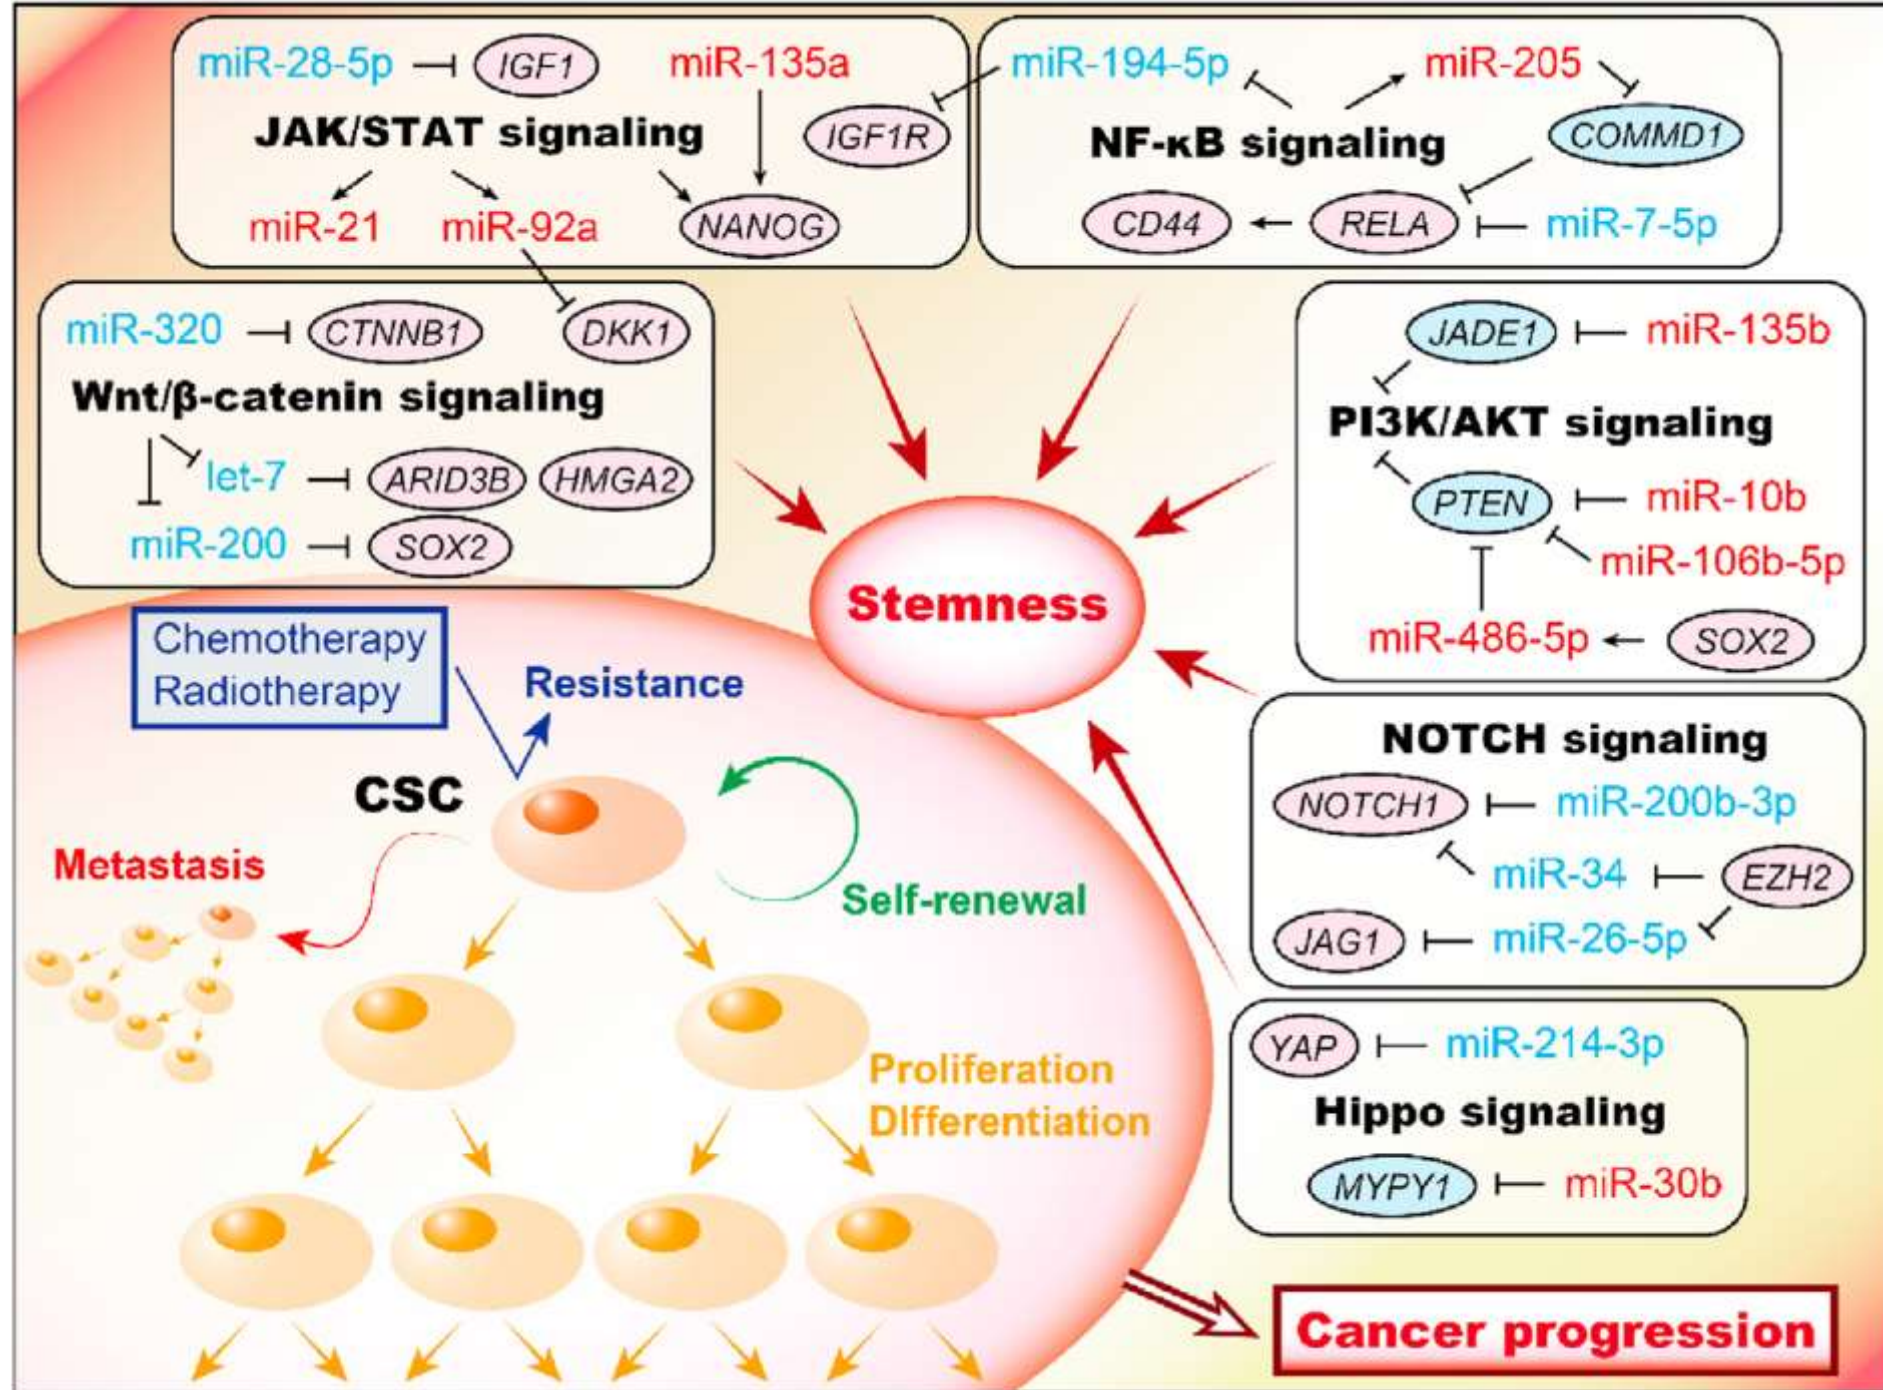 miR-28-5p
IGF1
miR-135a
JAK/STAT signaling
IGF1R
miR-21
miR-92a
NANOG
miR-194-5p
miR-205
NF-κB signaling
COMMD1
CD44
RELA
miR-7-5p
miR-320
CTNNB1
DKK1
Wnt/β-catenin signaling
let-7
ARID3B
HMGA2
miR-200
SOX2
JADE1
miR-135b
PI3K/AKT signaling
PTEN
miR-10b
miR-106b-5p
miR-486-5p
SOX2
Stemness
Chemotherapy
Radiotherapy
Resistance
CSC
Metastasis
Self-renewal
Proliferation
DIfferentiation
NOTCH signaling
NOTCH1
miR-200b-3p
miR-34
EZH2
JAG1
miR-26-5p
YAP
miR-214-3p
Hippo signaling
MYPY1
miR-30b
Cancer progression